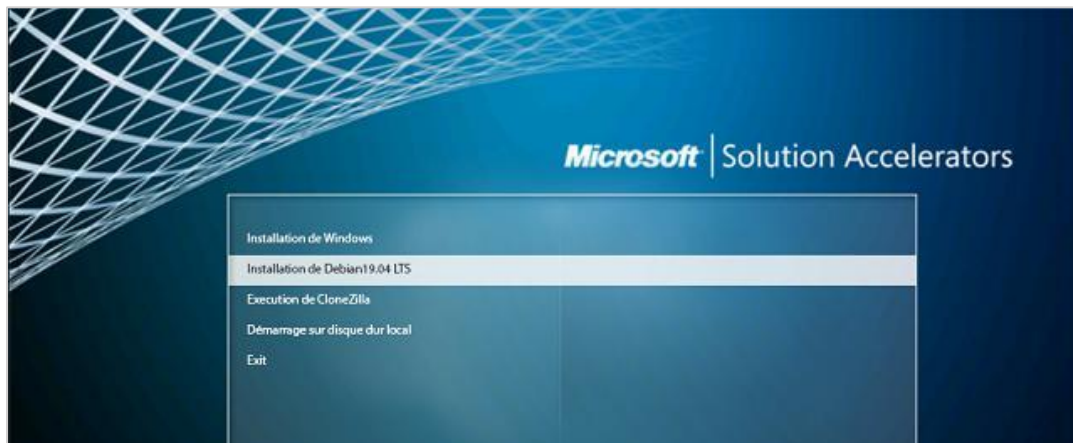 Microsoft | Solution Accelerators
Installation de Windows
Installation de Debian19.04 LTS
Execution de CloneZilla
Démarrage sur disque dur local
Exit